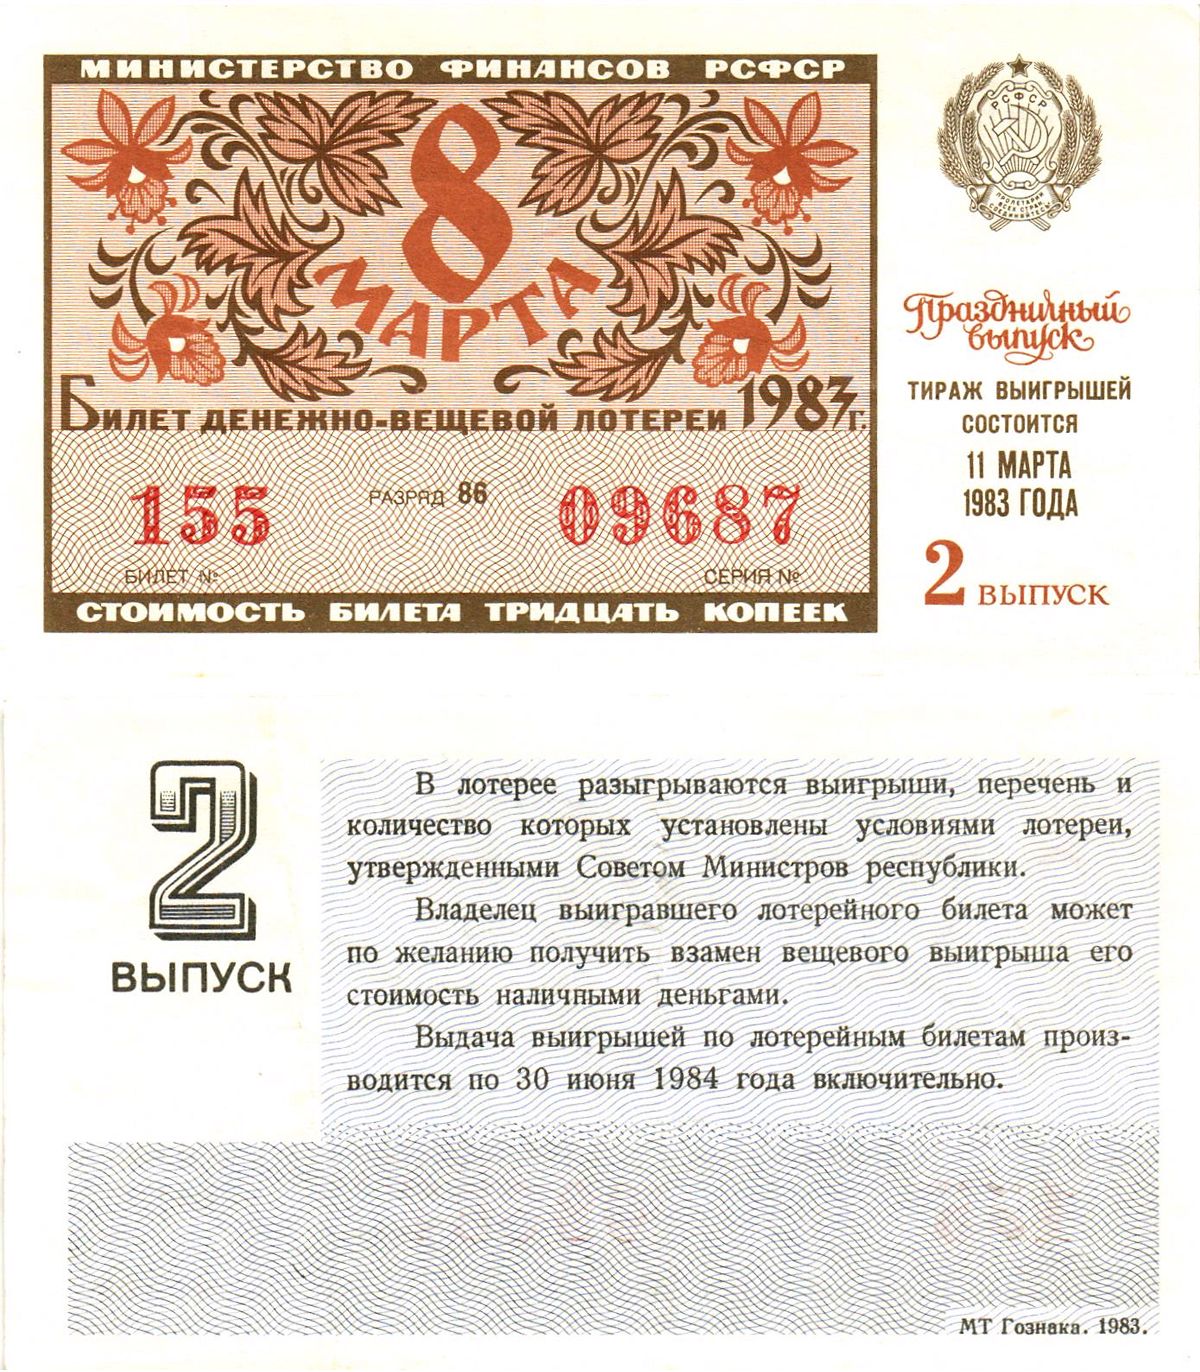 МИНИСТЕРСТВО ФИНАНСОВ РСФСР
8
МАРТА
БИЛЕТ ДЕНЕЖНО-ВЕЩЕВОЙ ЛОТЕРЕИ 1983 Г.
155 РАЗРЯД 86 09687
БИЛЕТ № СЕРИЯ №
СТОИМОСТЬ БИЛЕТА ТРИДЦАТЬ КОПЕЕК
РСФСР
ПРОЛЕТАРИИ
ВСЕХ СТРАН
СОЕДИНЯЙТЕСЬ
Праздничный
выпуск
ТИРАЖ ВЫИГРЫШЕЙ
СОСТОИТСЯ
11 МАРТА
1983 ГОДА
2 ВЫПУСК
2
ВЫПУСК
В лотерее разыгрываются выигрыши, перечень и
количество которых установлены условиями лотереи,
утвержденными Советом Министров республики.
Владелец выигравшего лотерейного билета может
по желанию получить взамен вещевого выигрыша его
стоимость наличными деньгами.
Выдача выигрышей по лотерейным билетам произ-
водится по 30 июня 1984 года включительно.
МТ Гознака. 1983.